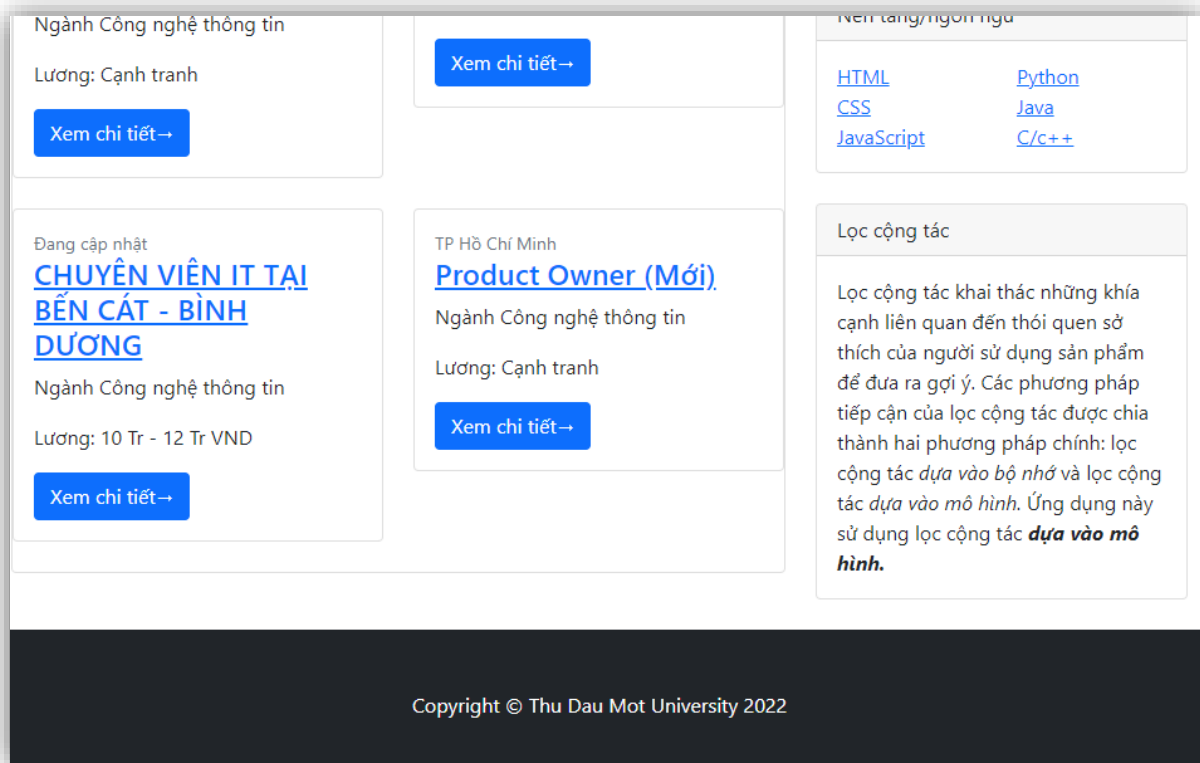 Ngành Công nghệ thông tin
Lương: Cạnh tranh
Xem chi tiết→
Xem chi tiết→
Đang cập nhật
CHUYÊN VIÊN IT TẠI
BẾN CÁT - BÌNH
DƯƠNG
Ngành Công nghệ thông tin
Lương: 10 Tr - 12 Tr VND
Xem chi tiết→
TP Hồ Chí Minh
Product Owner (Mới)
Ngành Công nghệ thông tin
Lương: Cạnh tranh
Xem chi tiết→
Nền tảng/ngôn ngữ
HTML
CSS
JavaScript
Python
Java
C/c++
Lọc cộng tác
Lọc cộng tác khai thác những khía
cạnh liên quan đến thói quen sở
thích của người sử dụng sản phẩm
để đưa ra gợi ý. Các phương pháp
tiếp cận của lọc cộng tác được chia
thành hai phương pháp chính: lọc
cộng tác dựa vào bộ nhớ và lọc cộng
tác dựa vào mô hình. Ứng dụng này
sử dụng lọc cộng tác dựa vào mô
hình.
Copyright © Thu Dau Mot University 2022